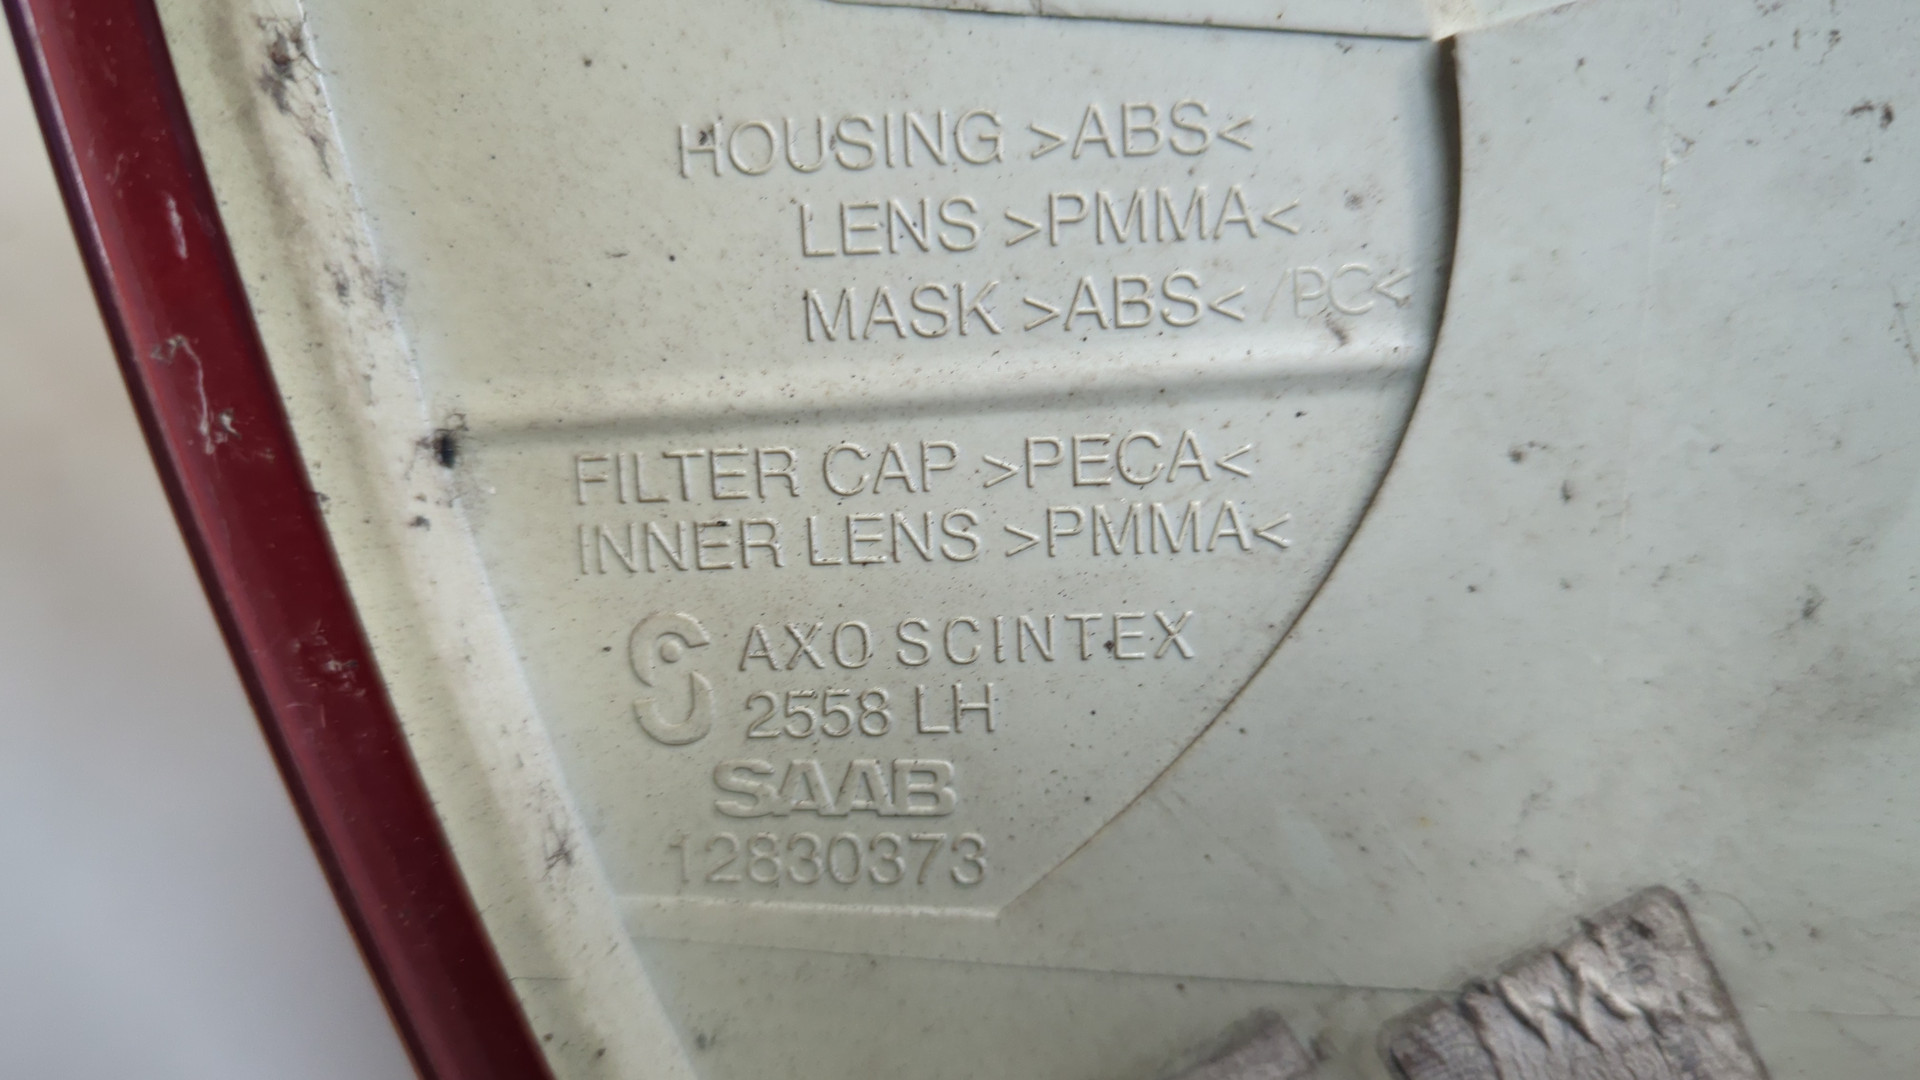 HOUSING >ABS<
LENS >PMMA<
MASK >ABS< /PC<
FILTER CAP >PECA<
INNER LENS >PMMA<
AXO SCINTEX
2558 LH
SAAB
12830373